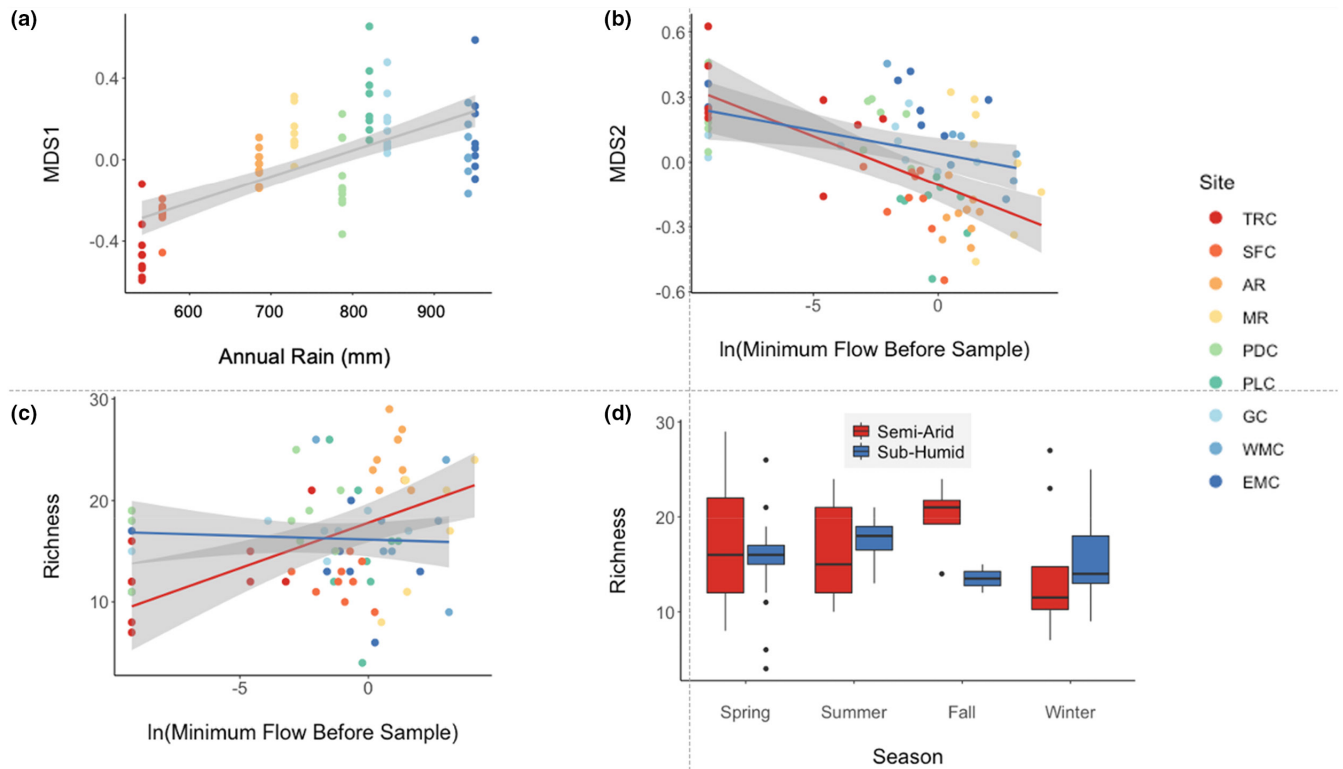 (a)
MDS1
0.4
0.0
-0.4
600 700 800 900
Annual Rain (mm)
(b)
MDS2
0.6
0.3
0.0
-0.3
-0.6
-5 0
ln(Minimum Flow Before Sample)
Site
TRC
SFC
AR
MR
PDC
PLC
GC
WMC
EMC
(c)
Richness
30
20
10
-5 0
ln(Minimum Flow Before Sample)
(d)
Richness
30
20
10
Semi-Arid
Sub-Humid
Spring Summer Fall Winter
Season